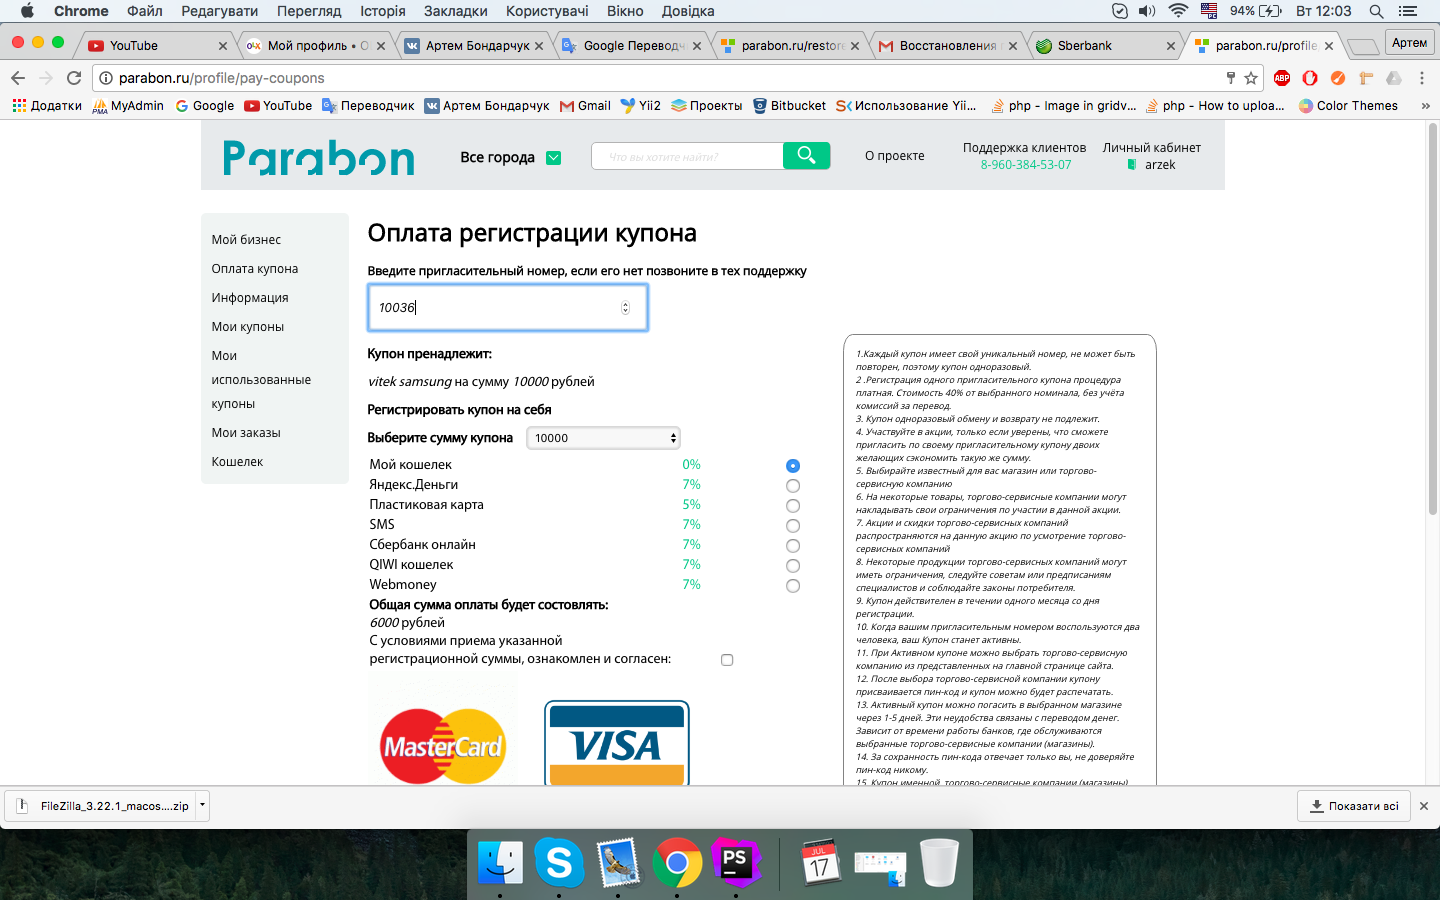 Chrome Файл Редагувати Перегляд Історія Закладки Користувачі Вікно Довідка 94% Вт 12:03
YouTube Мой профиль • О Артем Бондарчук Google Переводч parabon.ru/restore Восстановления п Sberbank parabon.ru/profile Артем
parabon.ru/profile/pay-coupons ABP
Додатки MyAdmin Google YouTube Переводчик Артем Бондарчук Gmail Yii2 Проекты Bitbucket Использование Yii... php - Image in gridv... php - How to uploa... Color Themes »
Parabon
Все города
Что вы хотите найти?
О проекте
Поддержка клиентов
8-960-384-53-07
Личный кабинет
arzek
Мой бизнес
Оплата купона
Информация
Мои купоны
Мои
использованные
купоны
Мои заказы
Кошелек
Оплата регистрации купона
Введите пригласительный номер, если его нет позвоните в тех поддержку
10036
Купон пренадлежит:
vitek samsung на сумму 10000 рублей
Регистрировать купон на себя
Выберите сумму купона 10000
Мой кошелек 0%
Яндекс.Деньги 7%
Пластиковая карта 5%
SMS 7%
Сбербанк онлайн 7%
QIWI кошелек 7%
Webmoney 7%
Общая сумма оплаты будет состовлять:
6000 рублей
С условиями приема указанной
регистрационной суммы, ознакомлен и согласен:
MasterCard VISA
1.Каждый купон имеет свой уникальный номер, не может быть
повторен, поэтому купон одноразовый.
2 .Регистрация одного пригласительного купона процедура
платная. Стоимость 40% от выбранного номинала, без учёта
комиссий за перевод.
3. Купон одноразовый обмену и возврату не подлежит.
4. Участвуйте в акции, только если уверены, что сможете
пригласить по своему пригласительному купону двоих
желающих сэкономить такую же сумму.
5. Выбирайте известный для вас магазин или торгово-
сервисную компанию
6. На некоторые товары, торгово-сервисные компании могут
накладывать свои ограничения по участии в данной акции.
7. Акции и скидки торгово-сервисных компаний
распространяются на данную акцию по усмотрение торгово-
сервисных компаний
8. Некоторые продукции торгово-сервисных компаний могут
иметь ограничения, следуйте советам или предписаниям
специалистов и соблюдайте законы потребителя.
9. Купон действителен в течении одного месяца со дня
регистрации.
10. Когда вашим пригласительным номером воспользуются два
человека, ваш Купон станет активны.
11. При Активном купоне можно выбрать торгово-сервисную
компанию из представленных на главной странице сайта.
12. После выбора торгово-сервисной компании купону
присваивается пин-код и купон можно будет распечатать.
13. Активный купон можно погасить в выбранном магазине
через 1-5 дней. Эти неудобства связаны с переводом денег.
Зависит от времени работы банков, где обслуживаются
выбранные торгово-сервисные компании (магазины).
14. За сохранность пин-кода отвечает только вы, не доверяйте
пин-код никому.
15. Купон именной, торгово-сервисные компании (магазины)
FileZilla_3.22.1_macos....zip
Показати всі
PS
JUL
17